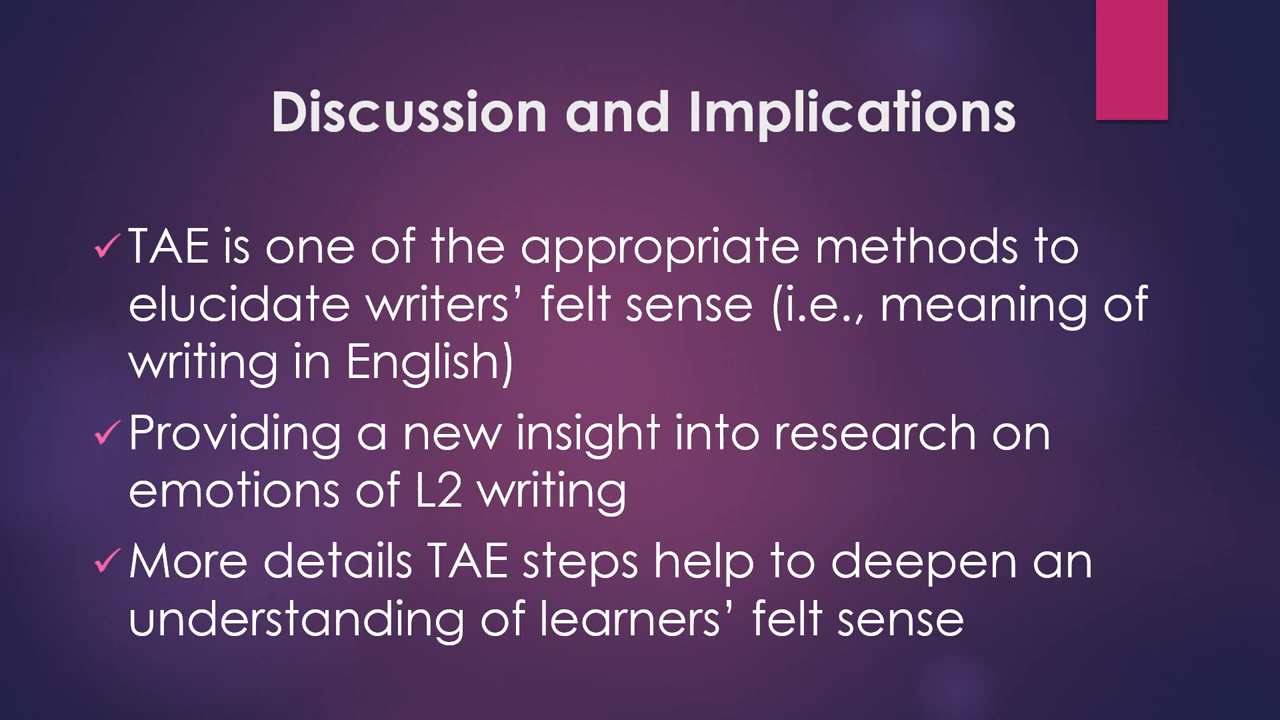 Discussion and Implications
✓TAE is one of the appropriate methods to
elucidate writers’ felt sense (i.e., meaning of
writing in English)
✓Providing a new insight into research on
emotions of L2 writing
✓More details TAE steps help to deepen an
understanding of learners’ felt sense